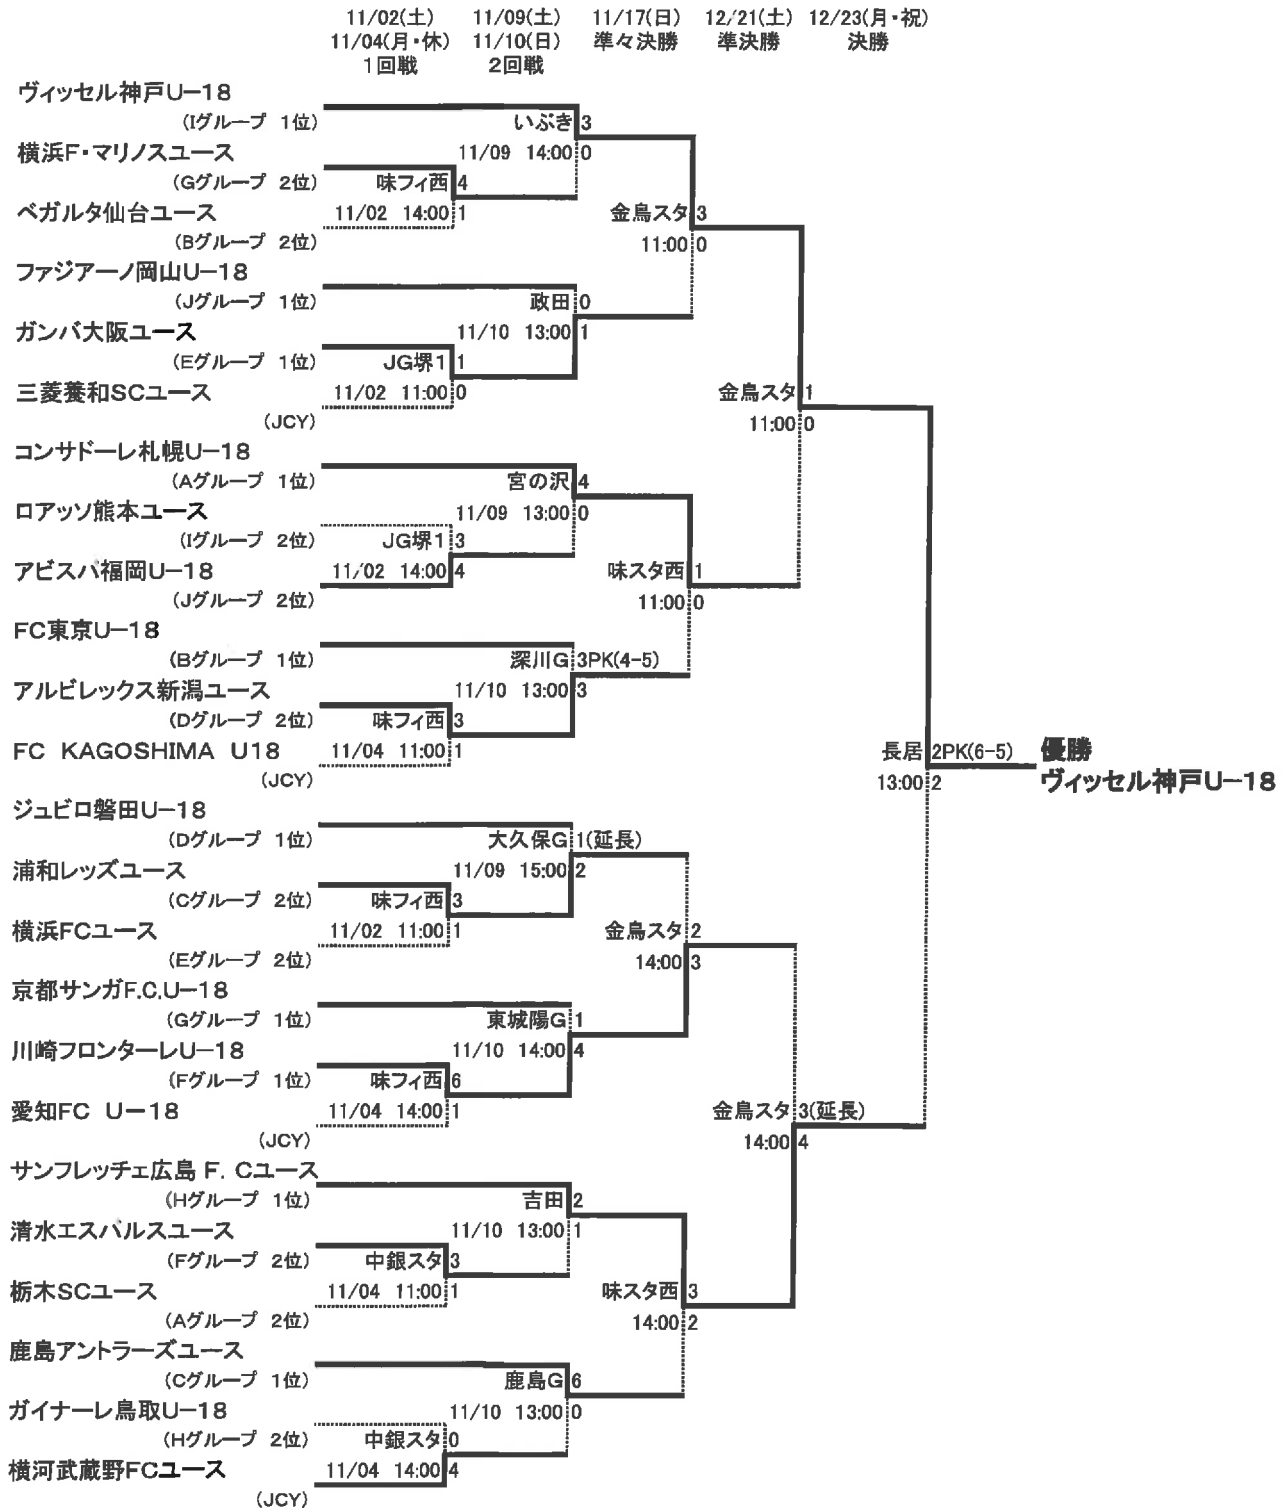 11/02(土) 11/09(土) 11/17(日) 12/21(土) 12/23(月・祝)
11/04(月・休) 11/10(日) 準々決勝 準決勝 決勝
1回戦 2回戦
ヴィッセル神戸U−18
(Iグループ 1位) いぶき 3
横浜F・マリノスユース 11/09 14:00 0
(Gグループ 2位) 味フィ西 4
ベガルタ仙台ユース 11/02 14:00 1 金鳥スタ 3
(Bグループ 2位) 11:00 0
ファジアーノ岡山U−18
(Jグループ 1位) 政田 0
ガンバ大阪ユース 11/10 13:00 1
(Eグループ 1位) JG堺1 1
三菱養和SCユース 11/02 11:00 0 金鳥スタ 1
(JCY) 11:00 0
コンサドーレ札幌U−18
(Aグループ 1位) 宮の沢 4
ロアッソ熊本ユース 11/09 13:00 0
(Iグループ 2位) JG堺1 3
アビスパ福岡U−18 11/02 14:00 4 味スタ西 1
(Jグループ 2位) 11:00 0
FC東京U−18
(Bグループ 1位) 深川G 3PK(4-5)
アルビレックス新潟ユース 11/10 13:00 3
(Dグループ 2位) 味フィ西 3
FC KAGOSHIMA U18 11/04 11:00 1 長居 2PK(6-5) 優勝
(JCY) 13:00 2 ヴィッセル神戸U−18
ジュビロ磐田U−18
(Dグループ 1位) 大久保G 1(延長)
浦和レッズユース 11/09 15:00 2
(Cグループ 2位) 味フィ西 3
横浜FCユース 11/02 11:00 1 金鳥スタ 2
(Eグループ 2位) 14:00 3
京都サンガF.C.U−18
(Gグループ 1位) 東城陽G 1
川崎フロンターレU−18 11/10 14:00 4
(Fグループ 1位) 味フィ西 6
愛知FC U−18 11/04 14:00 1 金鳥スタ 3(延長)
(JCY) 14:00 4
サンフレッチェ広島 F. Cユース
(Hグループ 1位) 吉田 2
清水エスパルスユース 11/10 13:00 1
(Fグループ 2位) 中銀スタ 3
栃木SCユース 11/04 11:00 1 味スタ西 3
(Aグループ 2位) 14:00 2
鹿島アントラーズユース
(Cグループ 1位) 鹿島G 6
ガイナーレ鳥取U−18 11/10 13:00 0
(Hグループ 2位) 中銀スタ 0
横河武蔵野FCユース 11/04 14:00 4
(JCY)